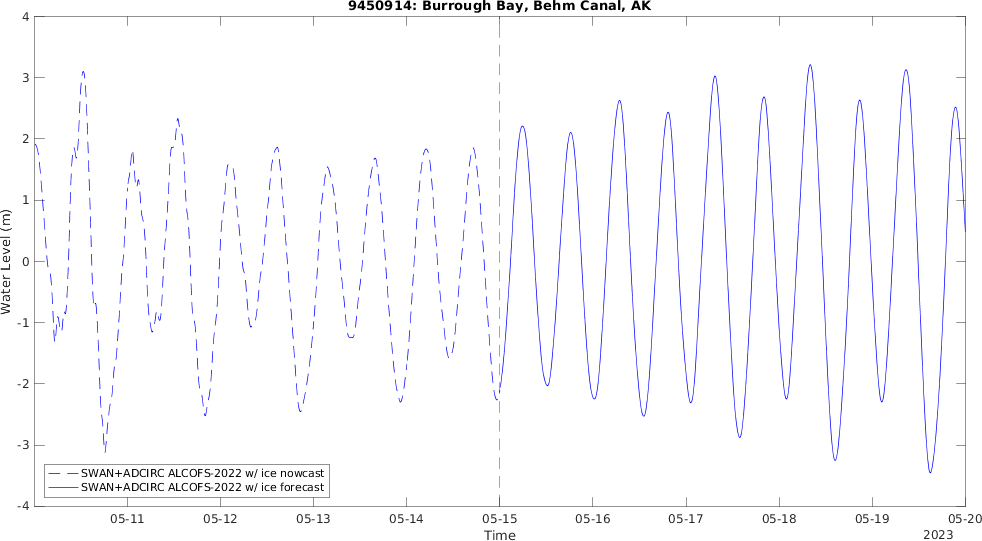 9450914: Burrough Bay, Behm Canal, AK
4
3
2
1
0
-1
-2
-3
-4
Water Level (m)
SWAN+ADCIRC ALCOFS-2022 w/ ice nowcast
SWAN+ADCIRC ALCOFS-2022 w/ ice forecast
05-11 05-12 05-13 05-14 05-15 05-16 05-17 05-18 05-19 05-20
Time
2023